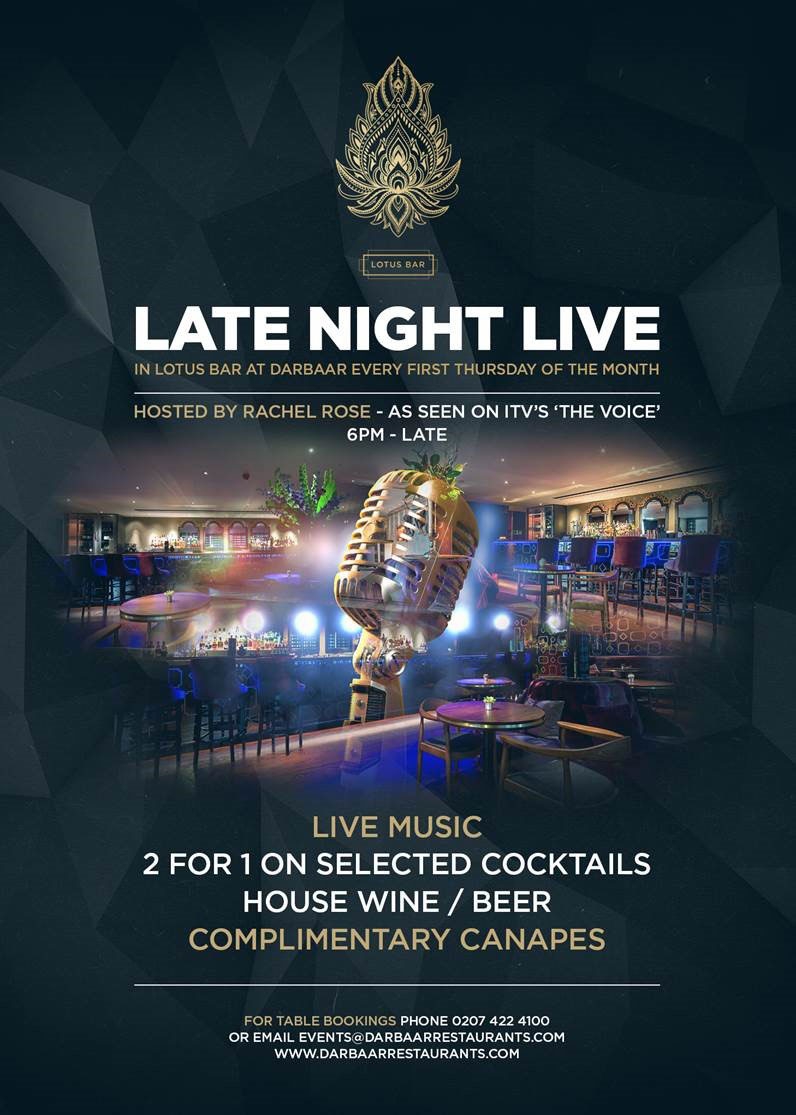 LOTUS BAR
LATE NIGHT LIVE
IN LOTUS BAR AT DARBAAR EVERY FIRST THURSDAY OF THE MONTH
HOSTED BY RACHEL ROSE - AS SEEN ON ITV'S 'THE VOICE'
6PM - LATE
LIVE MUSIC
2 FOR 1 ON SELECTED COCKTAILS
HOUSE WINE / BEER
COMPLIMENTARY CANAPES
FOR TABLE BOOKINGS PHONE 0207 422 4100
OR EMAIL EVENTS@DARBAARRESTAURANTS.COM
WWW.DARBAARRESTAURANTS.COM